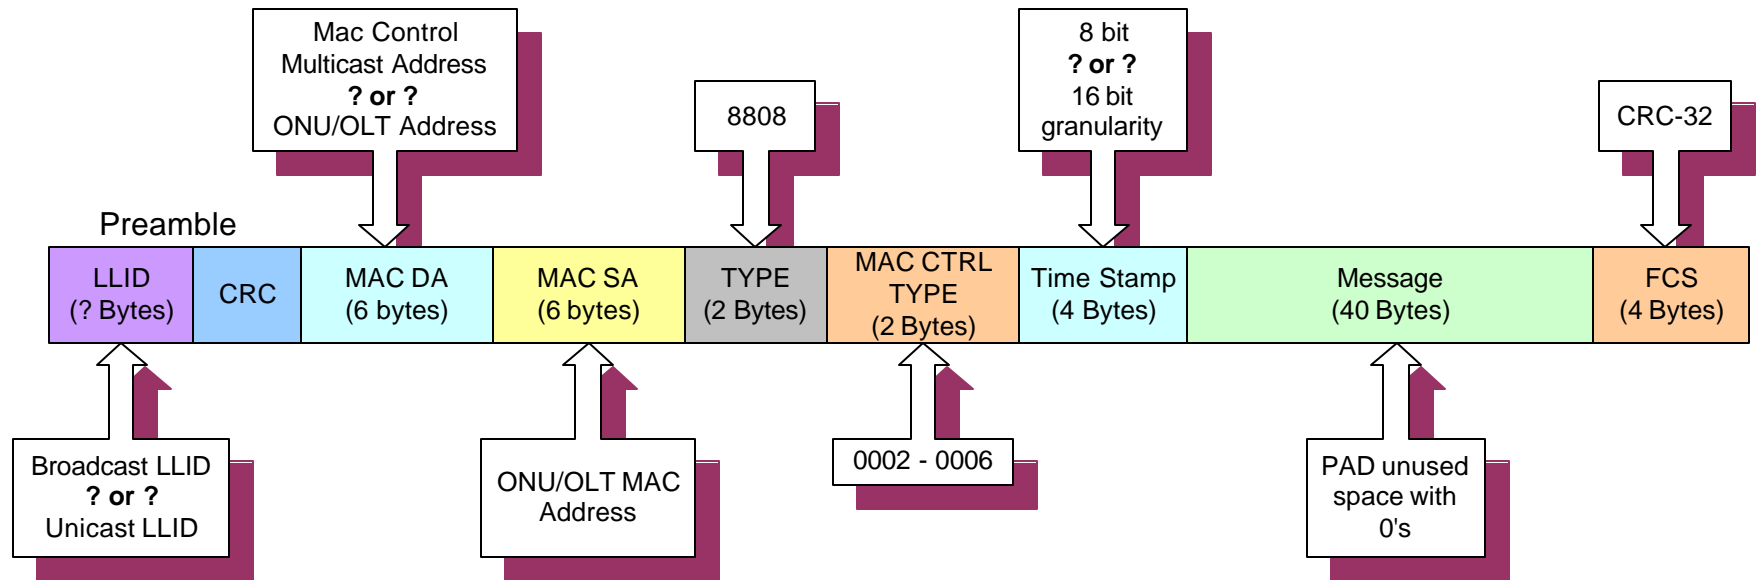 Mac Control
Multicast Address
? or ?
ONU/OLT Address
8808
8 bit
? or ?
16 bit
granularity
CRC-32
Preamble
LLID
(? Bytes)
CRC
MAC DA
(6 bytes)
MAC SA
(6 bytes)
TYPE
(2 Bytes)
MAC CTRL
TYPE
(2 Bytes)
Time Stamp
(4 Bytes)
Message
(40 Bytes)
FCS
(4 Bytes)
Broadcast LLID
? or ?
Unicast LLID
ONU/OLT MAC
Address
0002 - 0006
PAD unused
space with
0's